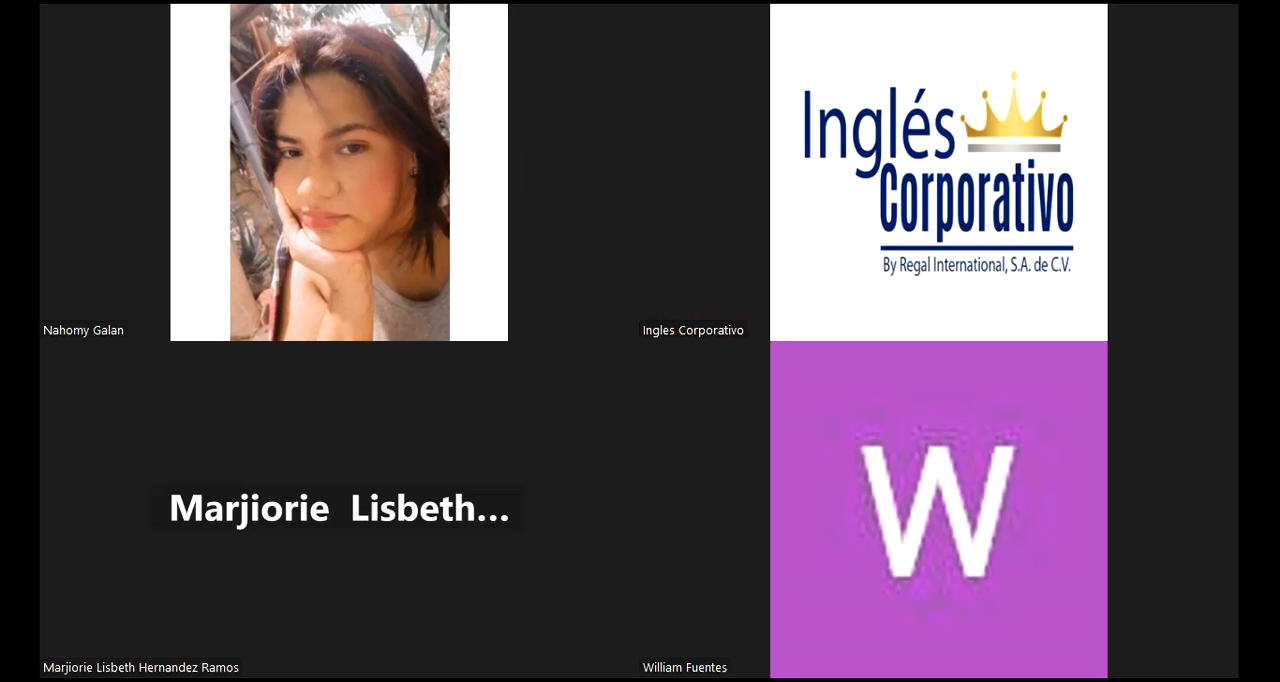 Inglés
Corporativo
By Regal International, S.A. de C.V.
Nahomy Galan
Ingles Corporativo
Marjiorie Lisbeth...
W
Marjiorie Lisbeth Hernandez Ramos
William Fuentes